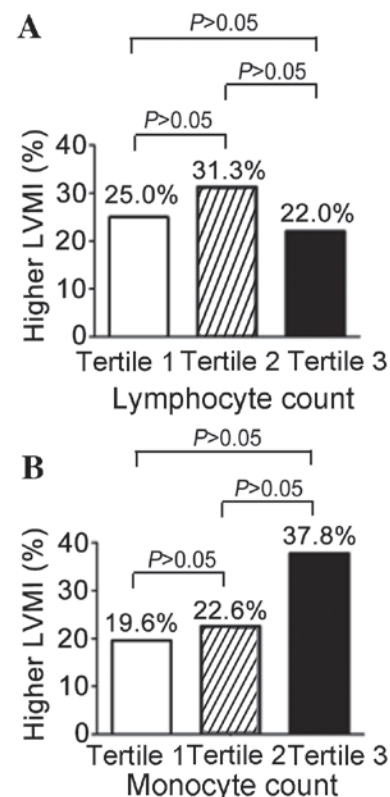 A
P>0.05
P>0.05
P>0.05
Higher LVMI (%)
40
30
20
10
0
25.0%
31.3%
22.0%
Tertile 1 Tertile 2 Tertile 3
Lymphocyte count
B
P>0.05
P>0.05
P>0.05
Higher LVMI (%)
40
30
20
10
0
19.6%
22.6%
37.8%
Tertile 1 Tertile 2 Tertile 3
Monocyte count